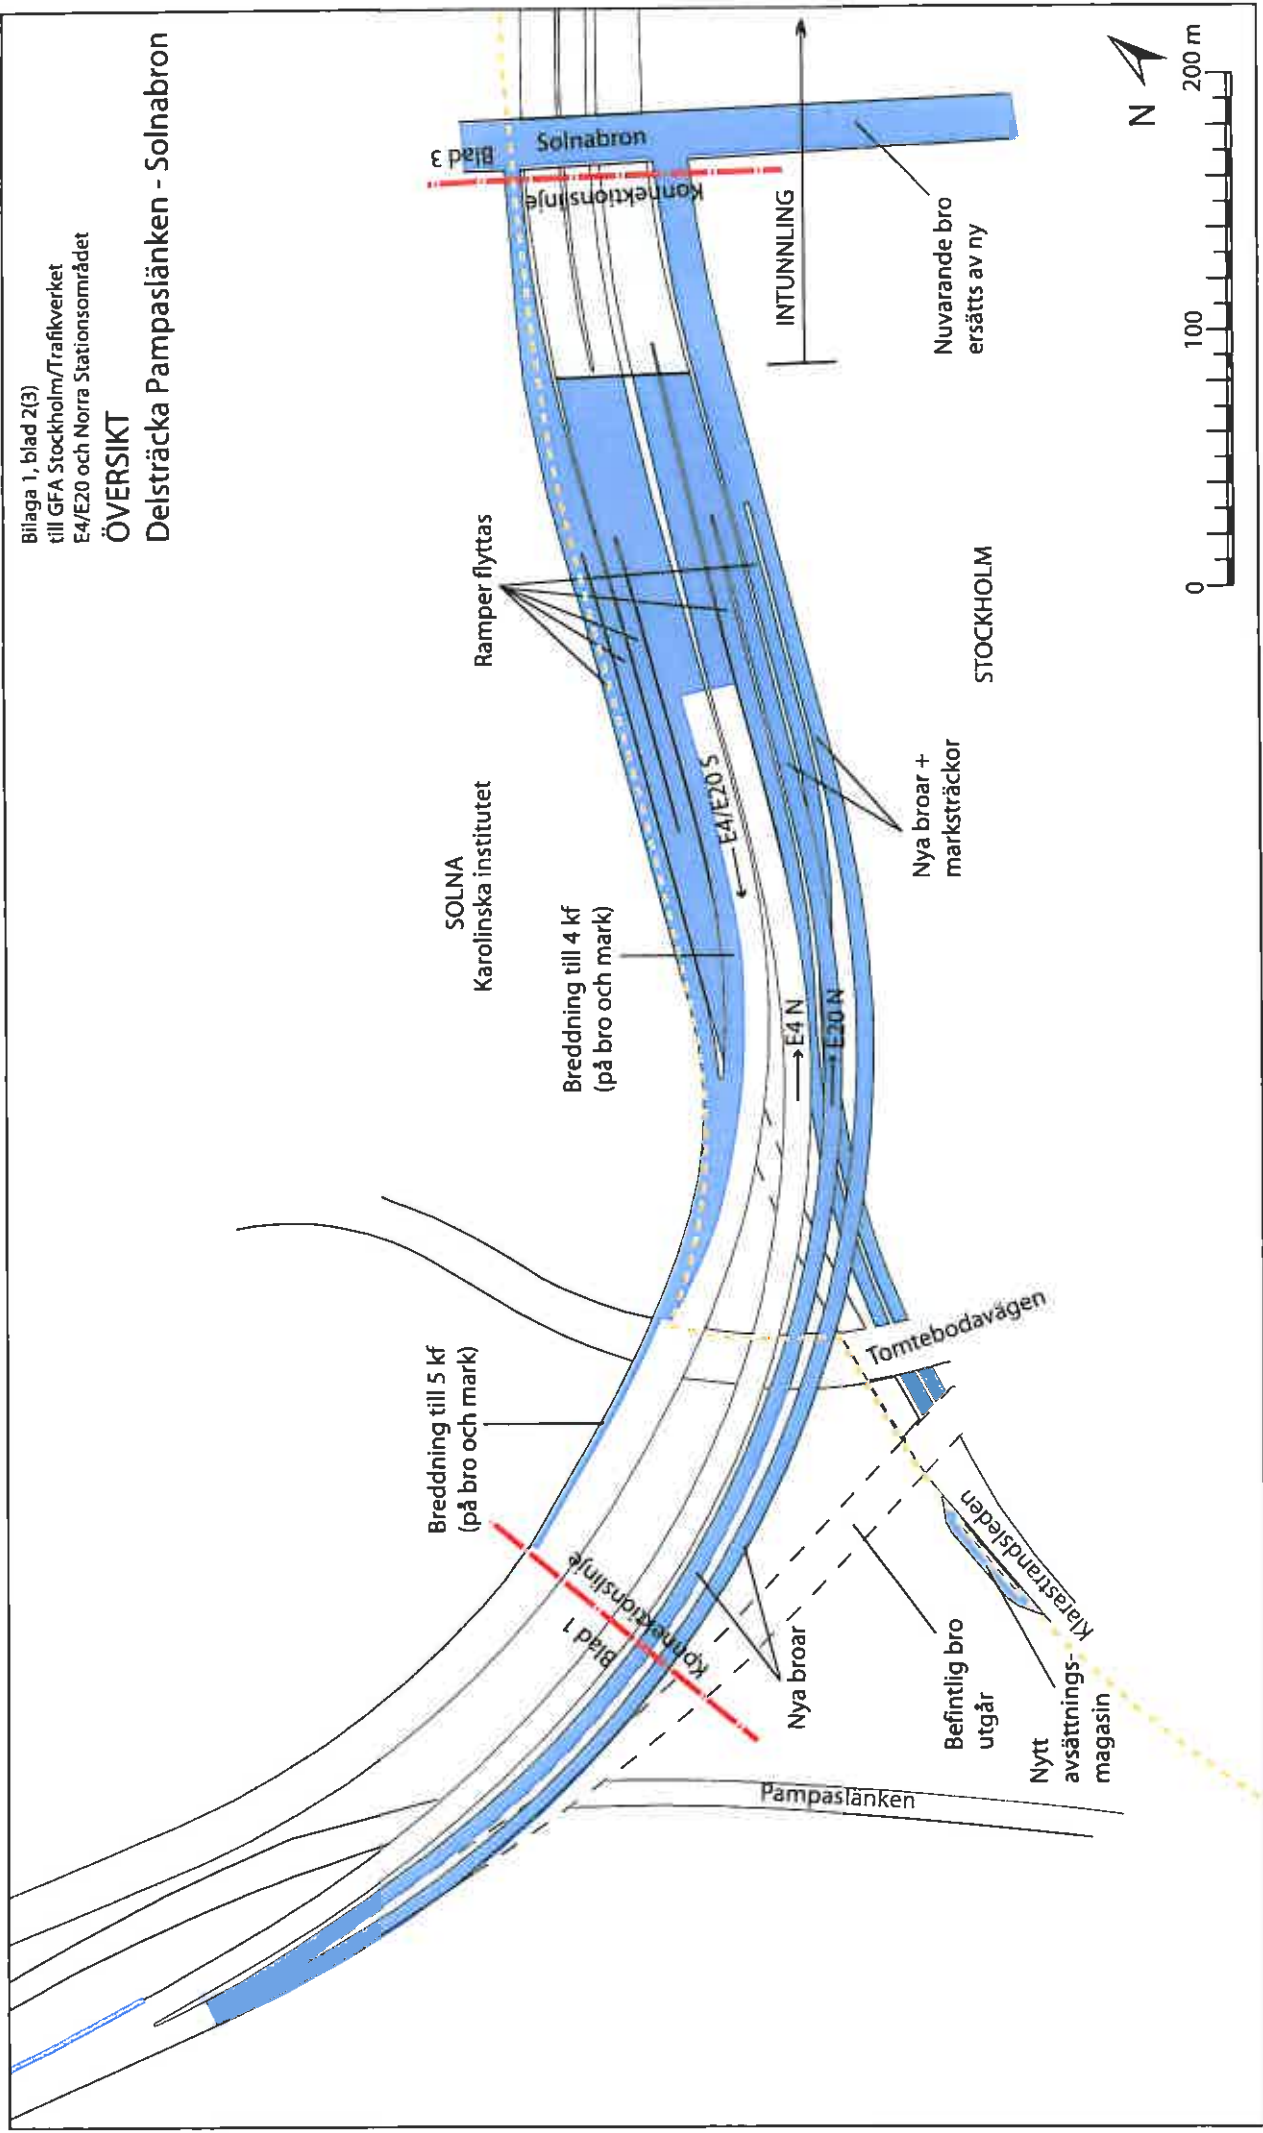 Bilaga 1, blad 2(3)
till GFA Stockholm/Trafikverket
E4/E20 och Norra Stationsområdet
ÖVERSIKT
Delsträcka Pampaslänken - Solnabron
Blad 3
Solnabron
Konnektionslinje
INTUNNLING
Nuvarande bro
ersätts av ny
N
0
100
200 m
Ramper flyttas
SOLNA
Karolinska institutet
STOCKHOLM
E4/E20 S
Nya broar +
marksträckor
Breddning till 4 kf
(på bro och mark)
E4 N
E20 N
Breddning till 5 kf
(på bro och mark)
Tomtebodavägen
Konnektionslinje
Blad 1
Klarastrandsleden
Nya broar
Befintlig bro
utgår
Nytt
avsättnings-
magasin
Pampaslänken